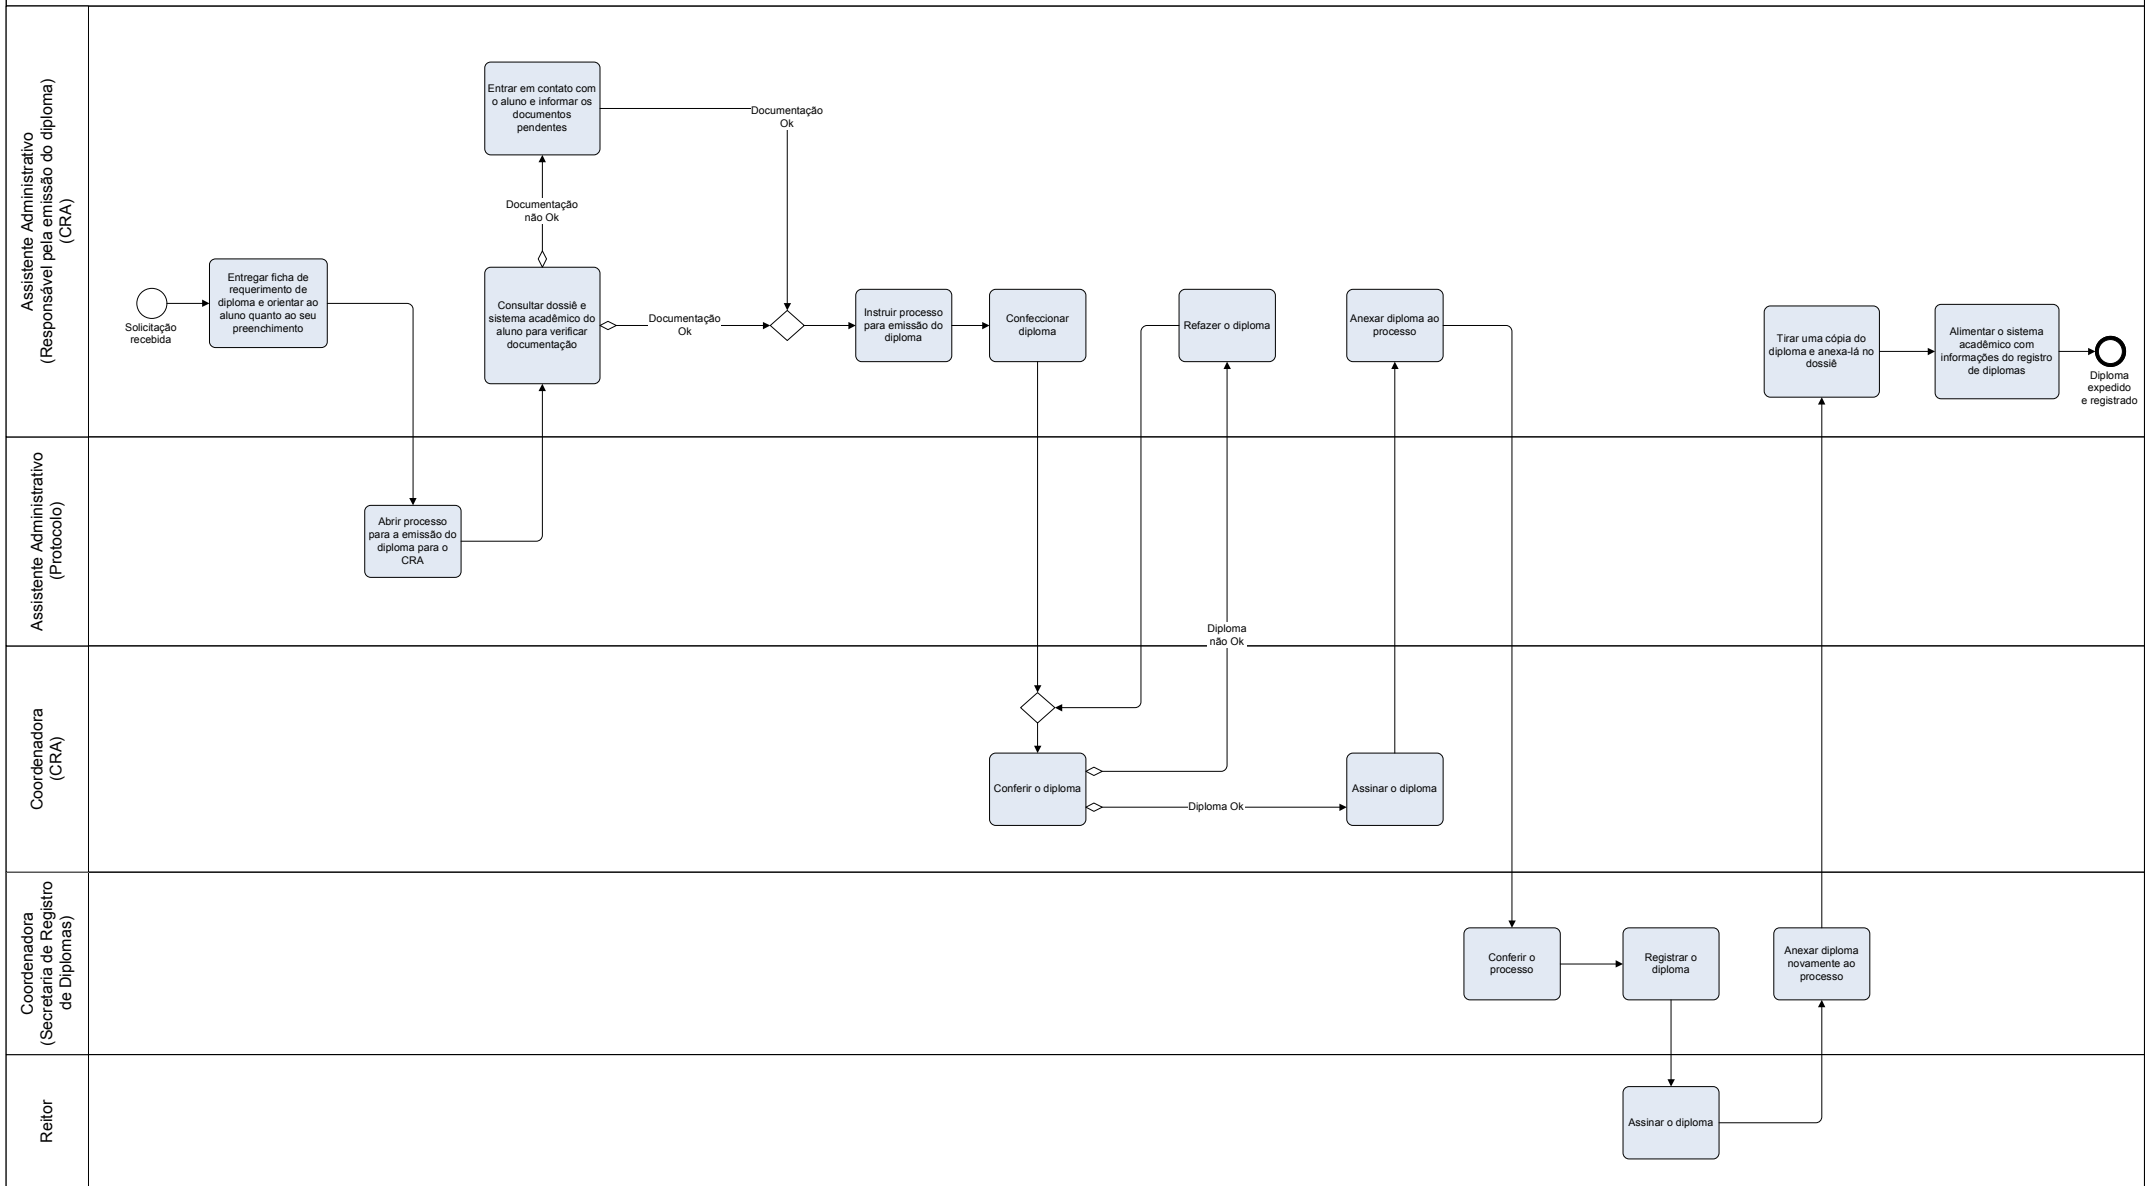 Assistente Administrativo
(Responsável pela emissão do diploma)
(CRA)
Solicitação
recebida
Entregar ficha de
requerimento de
diploma e orientar ao
aluno quanto ao seu
preenchimento
Entrar em contato com
o aluno e informar os
documentos
pendentes
Documentação
não Ok
Consultar dossiê e
sistema acadêmico do
aluno para verificar
documentação
Documentação
Ok
Documentação
Ok
Instruir processo
para emissão do
diploma
Confeccionar
diploma
Refazer o diploma
Anexar diploma ao
processo
Tirar uma cópia do
diploma e anexa-lá no
dossiê
Alimentar o sistema
acadêmico com
informações do registro
de diplomas
Diploma
expedido
e registrado
Assistente Administrativo
(Protocolo)
Abrir processo
para a emissão do
diploma para o
CRA
Diploma
não Ok
Coordenadora
(CRA)
Conferir o diploma
Diploma Ok
Assinar o diploma
Coordenadora
(Secretaria de Registro
de Diplomas)
Conferir o
processo
Registrar o
diploma
Anexar diploma
novamente ao
processo
Reitor
Assinar o diploma